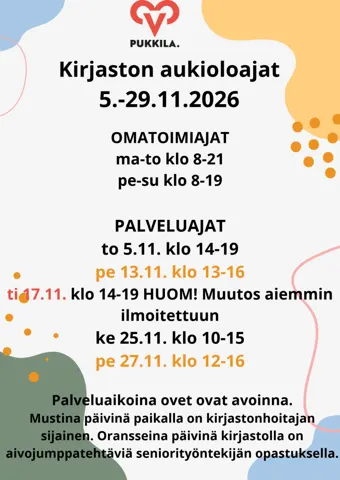 PUKKILA.
Kirjaston aukioloajat
5.-29.11.2026
OMATOIMIAJAT
ma-to klo 8-21
pe-su klo 8-19
PALVELUAJAT
to 5.11. klo 14-19
pe 13.11. klo 13-16
ti 17.11. klo 14-19 HUOM! Muutos aiemmin
ilmoitettuun
ke 25.11. klo 10-15
pe 27.11. klo 12-16
Palveluaikoina ovet ovat avoinna.
Mustina päivinä paikalla on kirjastonhoitajan
sijainen. Oransseina päivinä kirjastolla on
aivojumppatehtäviä seniorityöntekijän opastuksella.